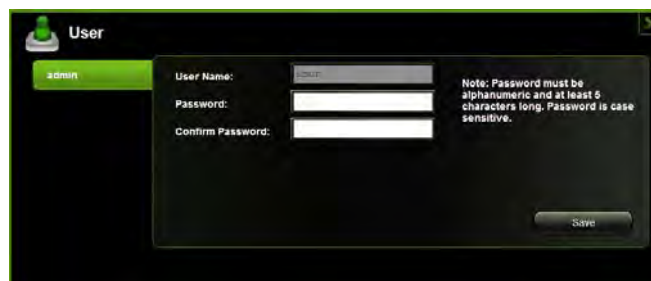 User
admin
User Name:
Password:
Confirm Password:
Note: Password must be
alphanumeric and at least 5
characters long. Password is case
sensitive.
Save